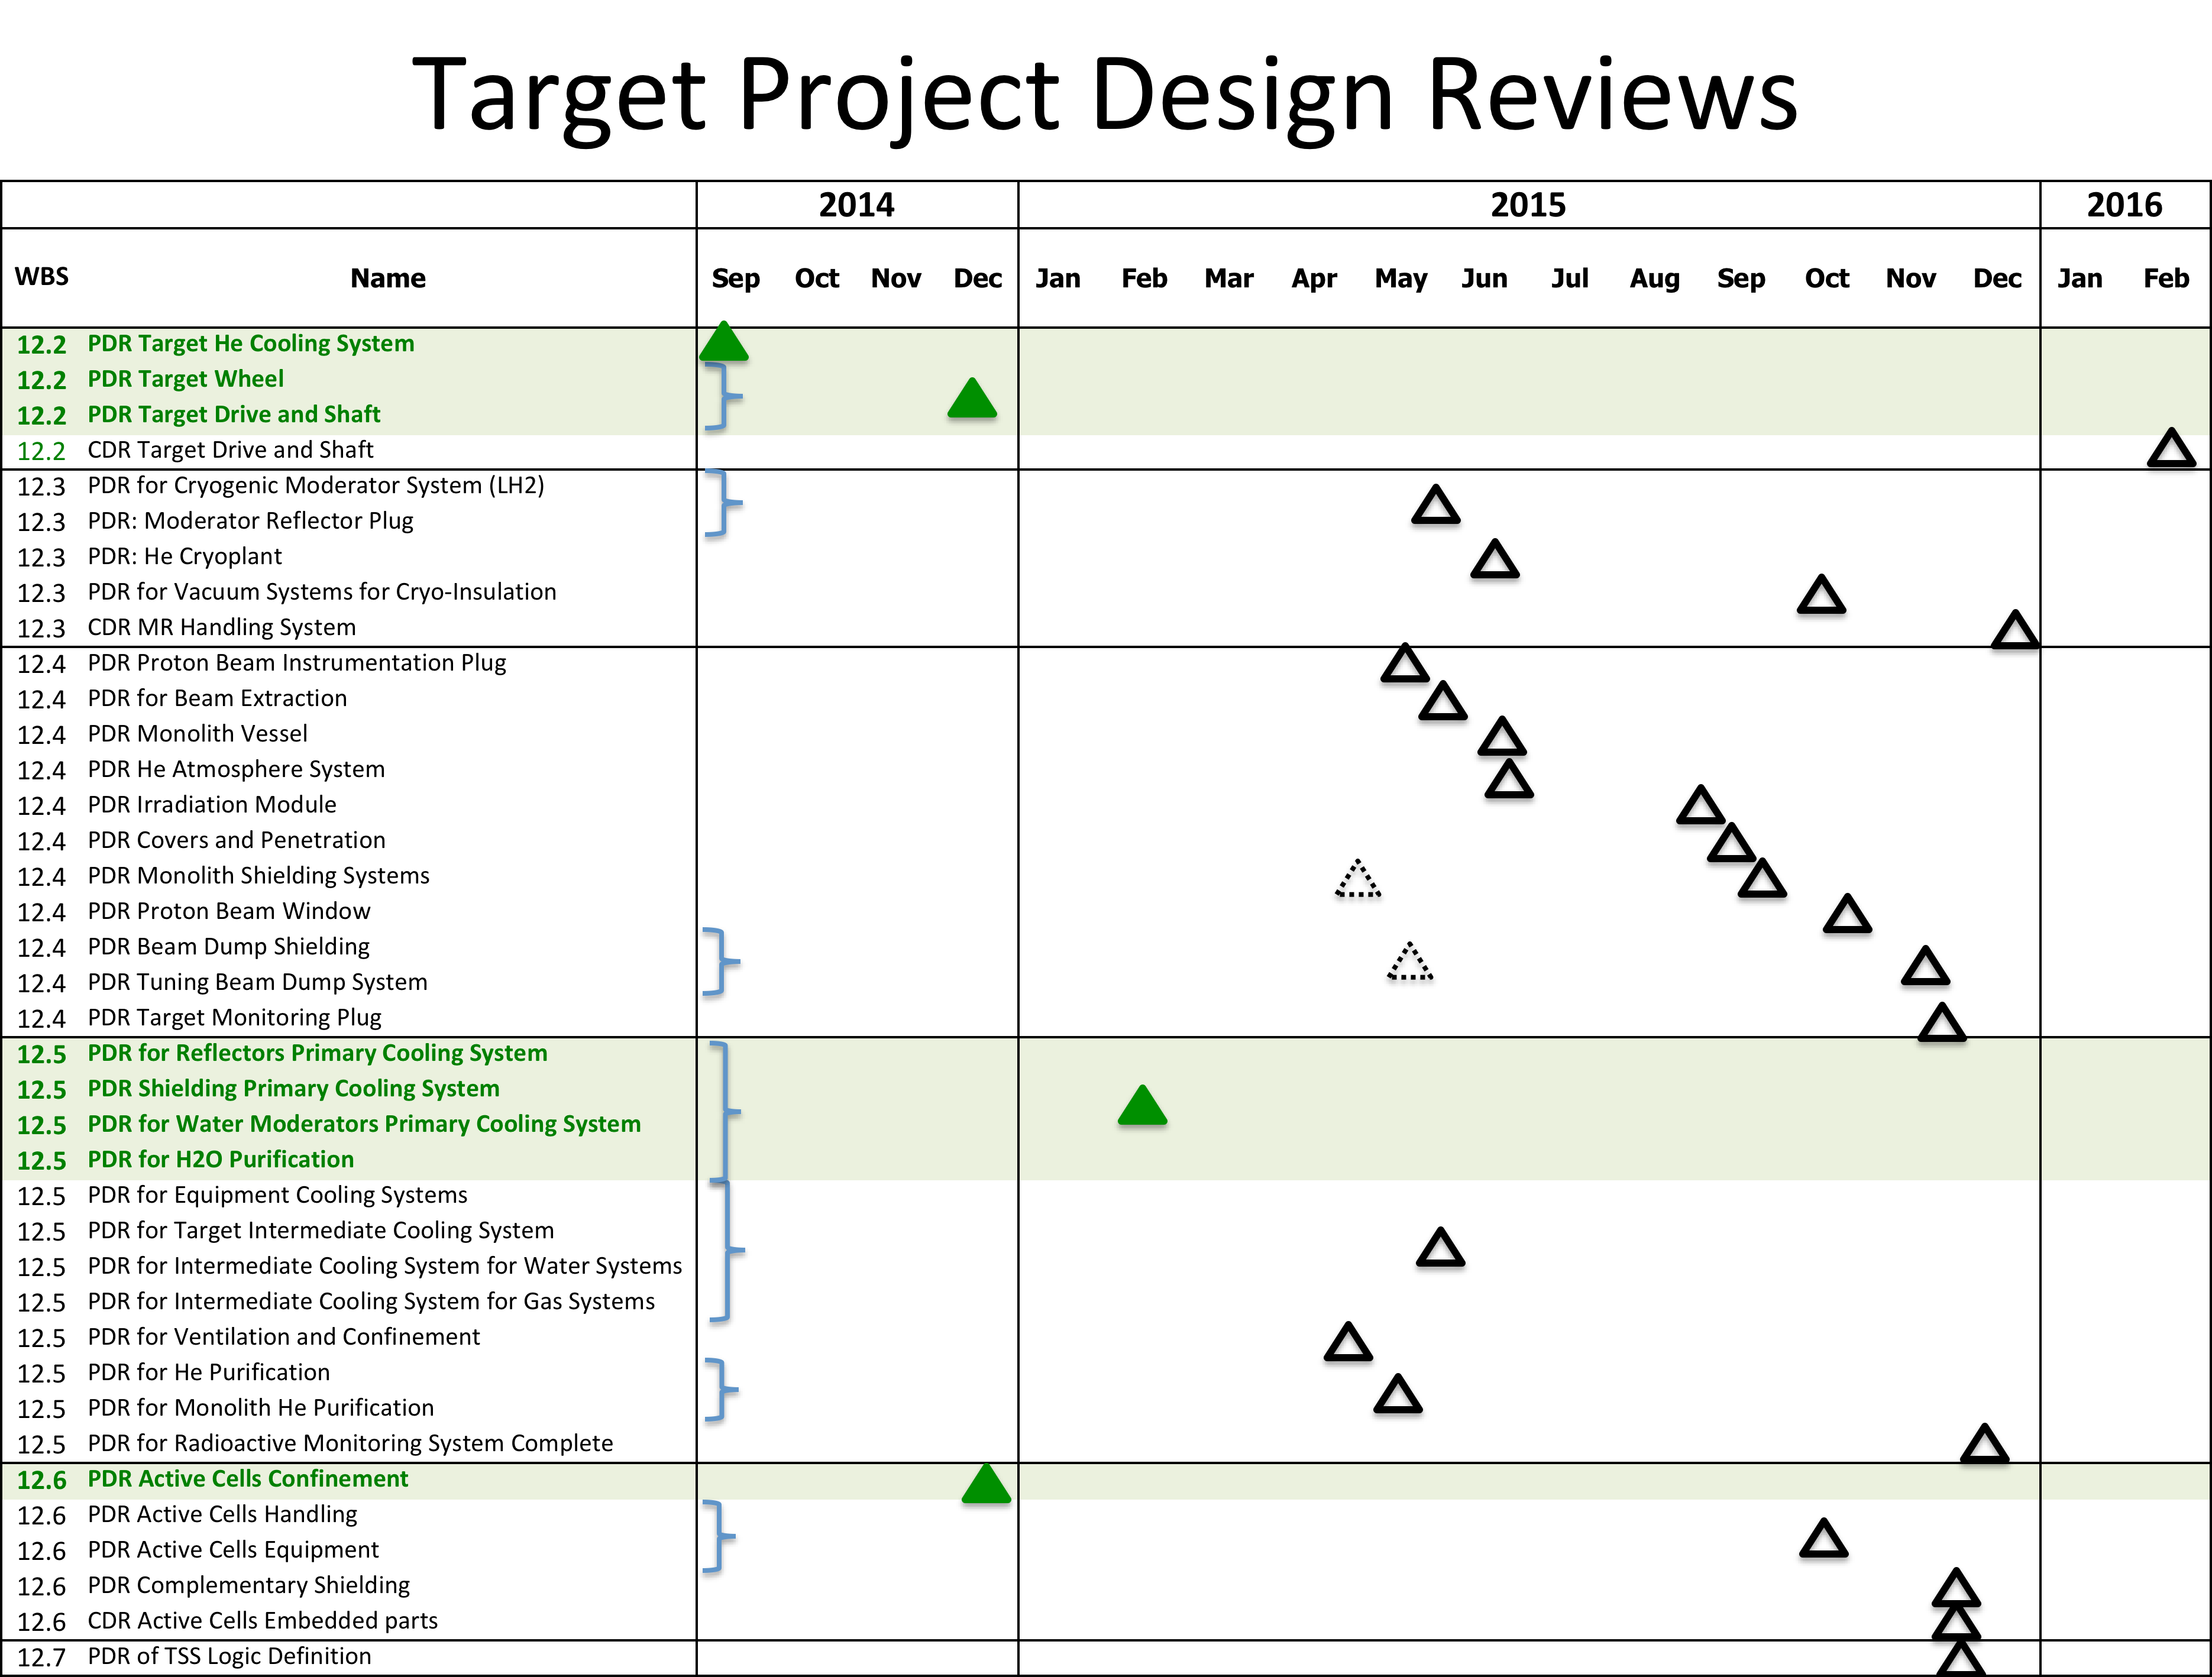 Target Project Design Reviews
2014 2015 2016
WBS Name Sep Oct Nov Dec Jan Feb Mar Apr May Jun Jul Aug Sep Oct Nov Dec Jan Feb
12.2 PDR Target He Cooling System
12.2 PDR Target Wheel
12.2 PDR Target Drive and Shaft
12.2 CDR Target Drive and Shaft
12.3 PDR for Cryogenic Moderator System (LH2)
12.3 PDR: Moderator Reflector Plug
12.3 PDR: He Cryoplant
12.3 PDR for Vacuum Systems for Cryo-Insulation
12.3 CDR MR Handling System
12.4 PDR Proton Beam Instrumentation Plug
12.4 PDR for Beam Extraction
12.4 PDR Monolith Vessel
12.4 PDR He Atmosphere System
12.4 PDR Irradiation Module
12.4 PDR Covers and Penetration
12.4 PDR Monolith Shielding Systems
12.4 PDR Proton Beam Window
12.4 PDR Beam Dump Shielding
12.4 PDR Tuning Beam Dump System
12.4 PDR Target Monitoring Plug
12.5 PDR for Reflectors Primary Cooling System
12.5 PDR Shielding Primary Cooling System
12.5 PDR for Water Moderators Primary Cooling System
12.5 PDR for H2O Purification
12.5 PDR for Equipment Cooling Systems
12.5 PDR for Target Intermediate Cooling System
12.5 PDR for Intermediate Cooling System for Water Systems
12.5 PDR for Intermediate Cooling System for Gas Systems
12.5 PDR for Ventilation and Confinement
12.5 PDR for He Purification
12.5 PDR for Monolith He Purification
12.5 PDR for Radioactive Monitoring System Complete
12.6 PDR Active Cells Confinement
12.6 PDR Active Cells Handling
12.6 PDR Active Cells Equipment
12.6 PDR Complementary Shielding
12.6 CDR Active Cells Embedded parts
12.7 PDR of TSS Logic Definition